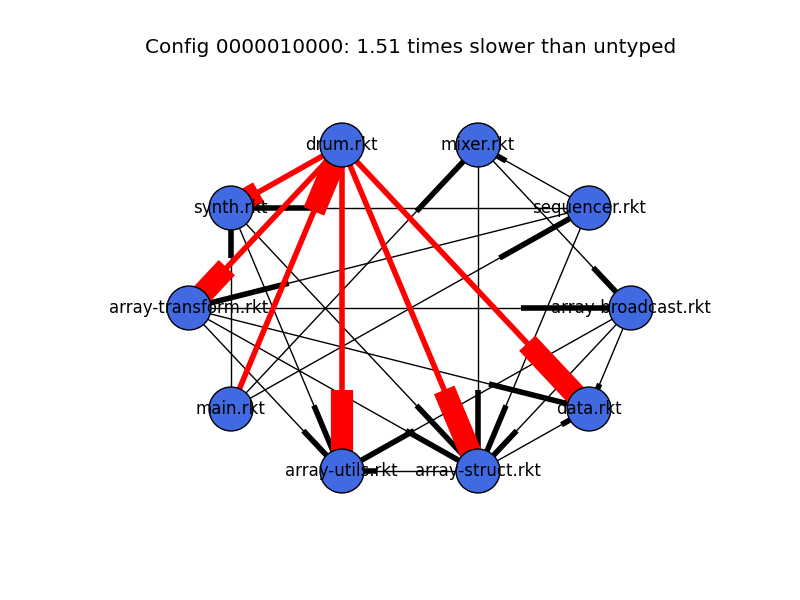 Config 0000010000: 1.51 times slower than untyped
drum.rkt
mixer.rkt
synth.rkt
sequencer.rkt
array-transform.rkt
array-broadcast.rkt
main.rkt
data.rkt
array-utils.rkt
array-struct.rkt